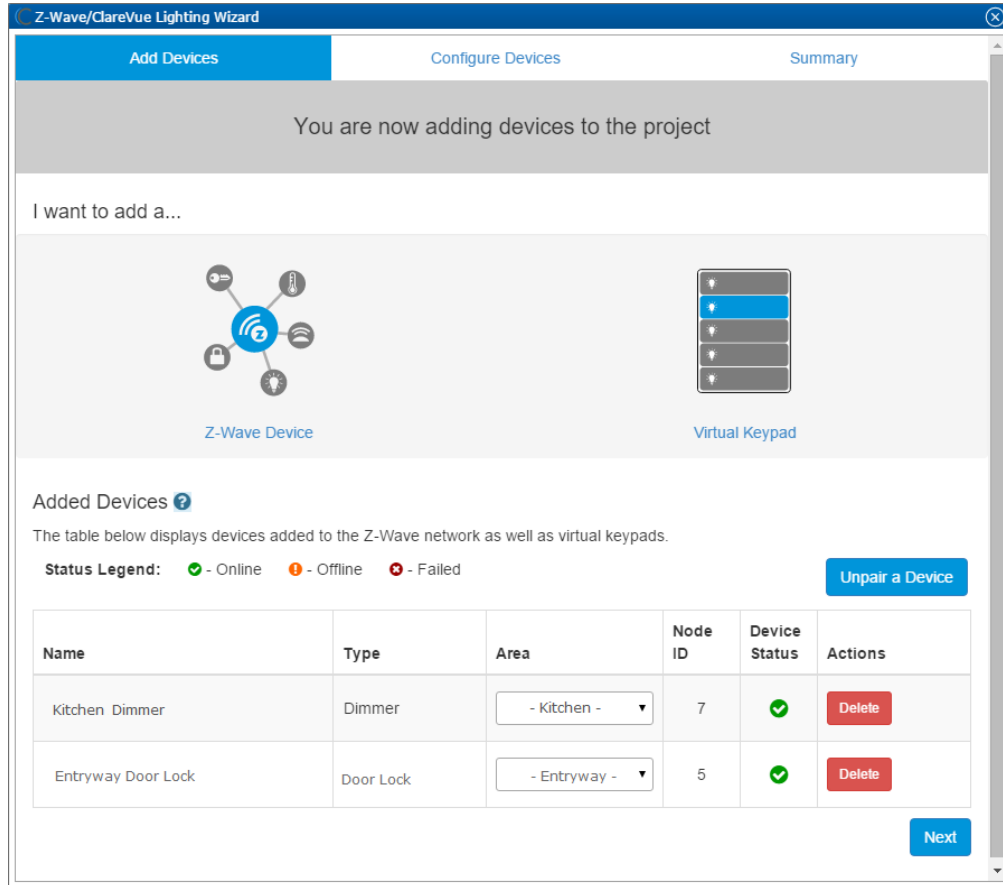 Z-Wave/ClareVue Lighting Wizard
Add Devices Configure Devices Summary
You are now adding devices to the project
I want to add a...
Z-Wave Device Virtual Keypad
Added Devices ?
The table below displays devices added to the Z-Wave network as well as virtual keypads.
Status Legend: - Online - Offline - Failed
Unpair a Device
Name Type Area Node ID Device Status Actions
Kitchen Dimmer Dimmer - Kitchen - 7 Delete
Entryway Door Lock Door Lock - Entryway - 5 Delete
Next